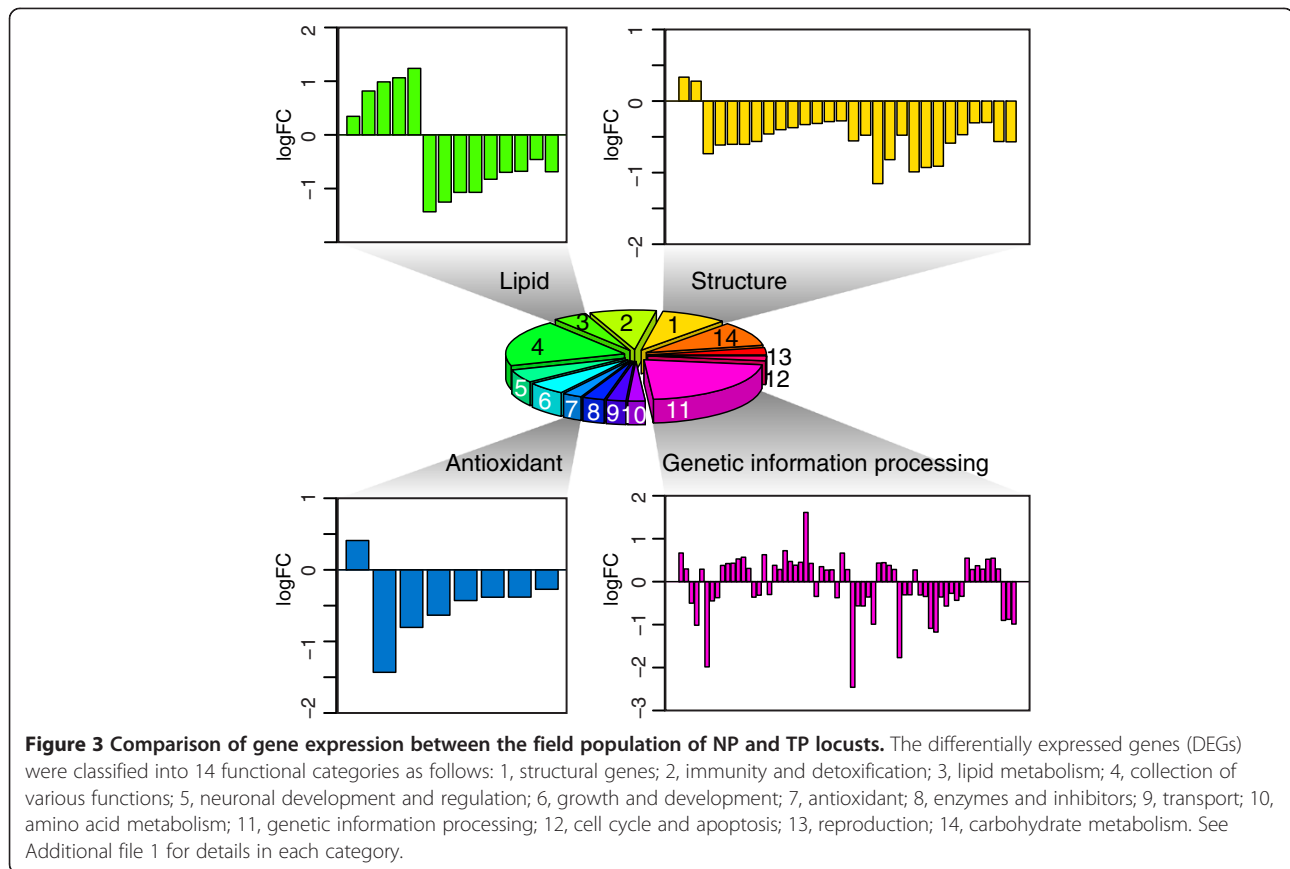 2
1
0
−1
logFC
1
0
−1
−2
logFC
Lipid
Structure
1
2
3
4
5
6
7
8
9
10
11
12
13
14
Antioxidant
Genetic information processing
1
0
−1
−2
logFC
2
1
0
−1
−2
−3
logFC
Figure 3 Comparison of gene expression between the field population of NP and TP locusts. The differentially expressed genes (DEGs)
were classified into 14 functional categories as follows: 1, structural genes; 2, immunity and detoxification; 3, lipid metabolism; 4, collection of
various functions; 5, neuronal development and regulation; 6, growth and development; 7, antioxidant; 8, enzymes and inhibitors; 9, transport; 10,
amino acid metabolism; 11, genetic information processing; 12, cell cycle and apoptosis; 13, reproduction; 14, carbohydrate metabolism. See
Additional file 1 for details in each category.